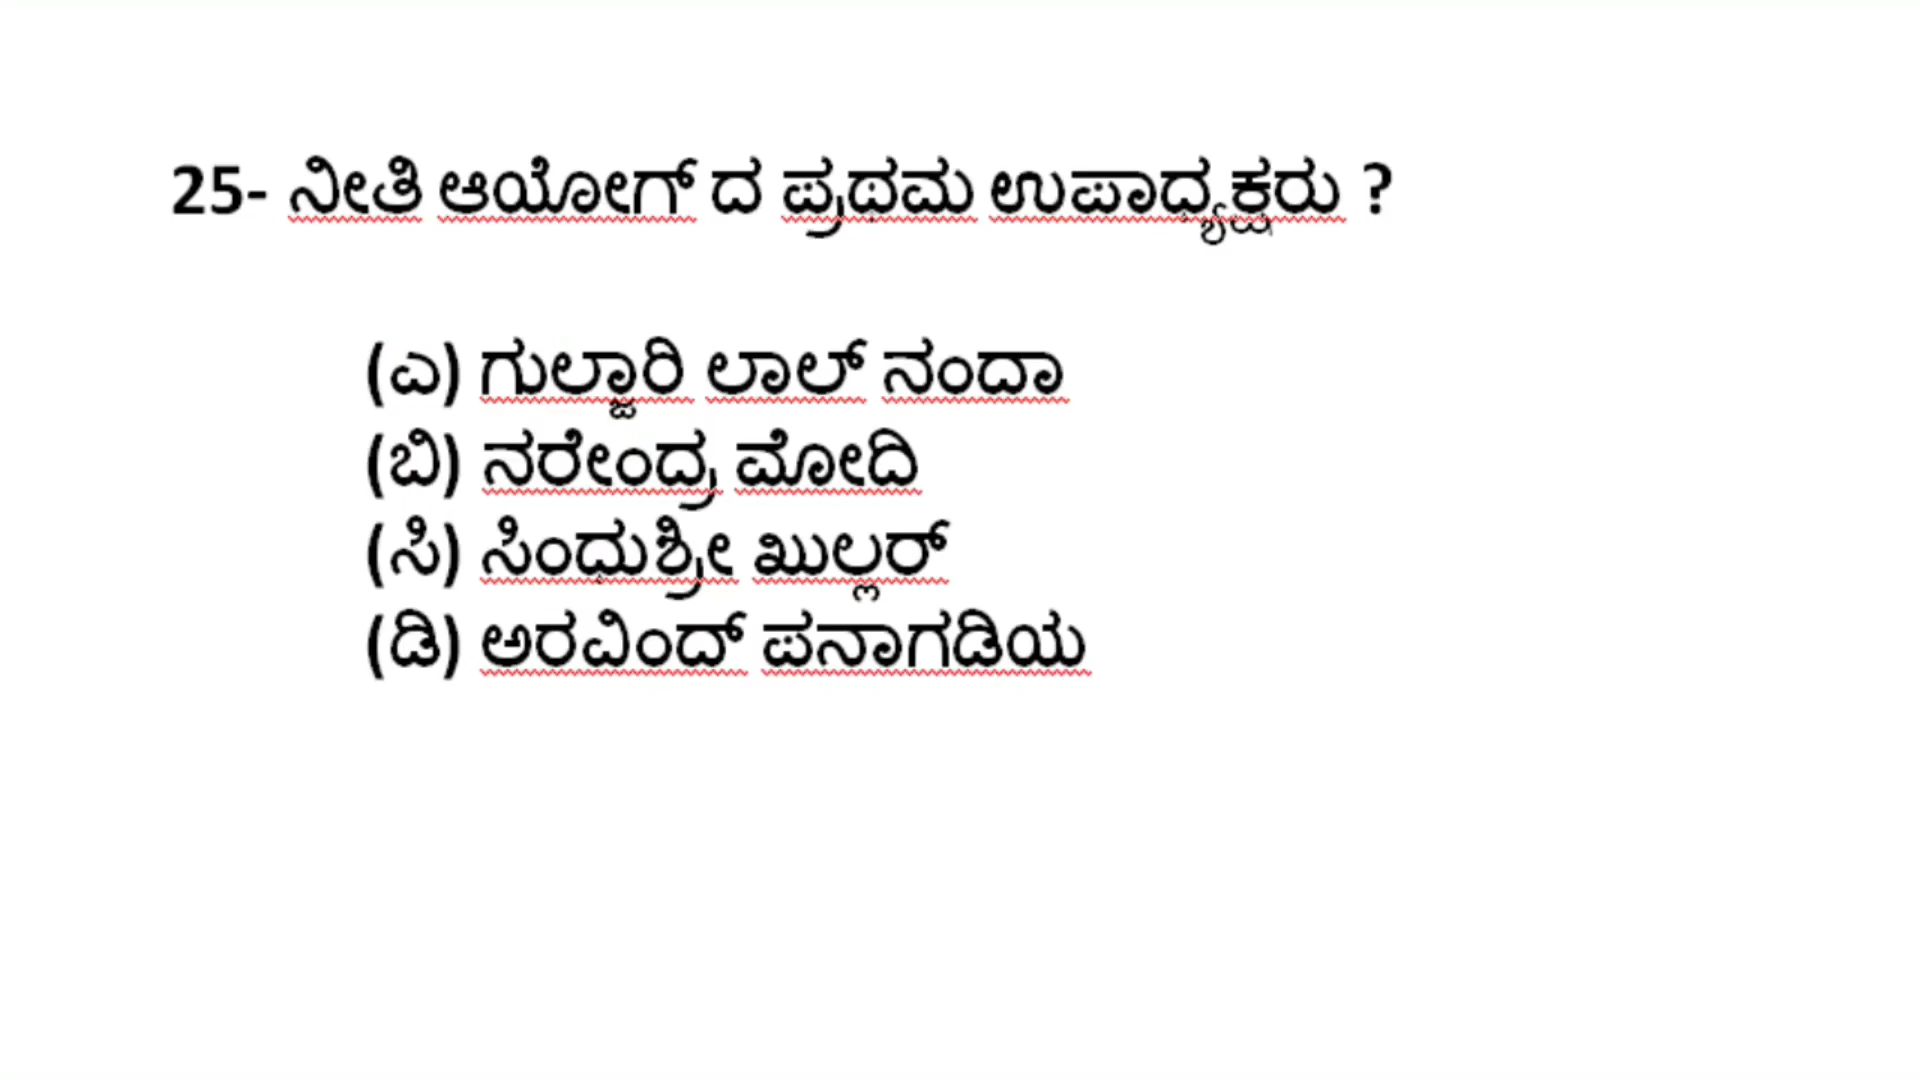 25- ನೀತಿ ಆಯೋಗ್ ದ ಪ್ರಥಮ ಉಪಾಧ್ಯಕ್ಷರು ?
(ಎ) ಗುಲ್ಜಾರಿ ಲಾಲ್ ನಂದಾ
(ಬಿ) ನರೇಂದ್ರ ಮೋದಿ
(ಸಿ) ಸಿಂಧುಶ್ರೀ ಖುಲ್ಲರ್
(ಡಿ) ಅರವಿಂದ್ ಪನಾಗಡಿಯ